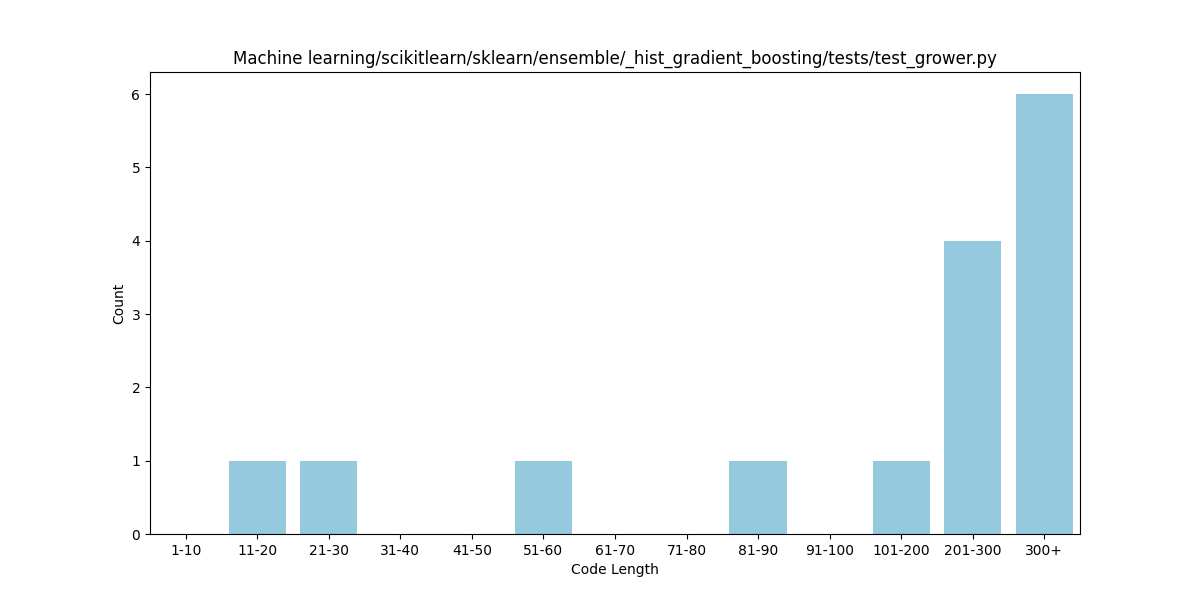 Machine learning/scikitlearn/sklearn/ensemble/_hist_gradient_boosting/tests/test_grower.py
6
5
4
3
2
1
0
Count
1-10 11-20 21-30 31-40 41-50 51-60 61-70 71-80 81-90 91-100 101-200 201-300 300+
Code Length